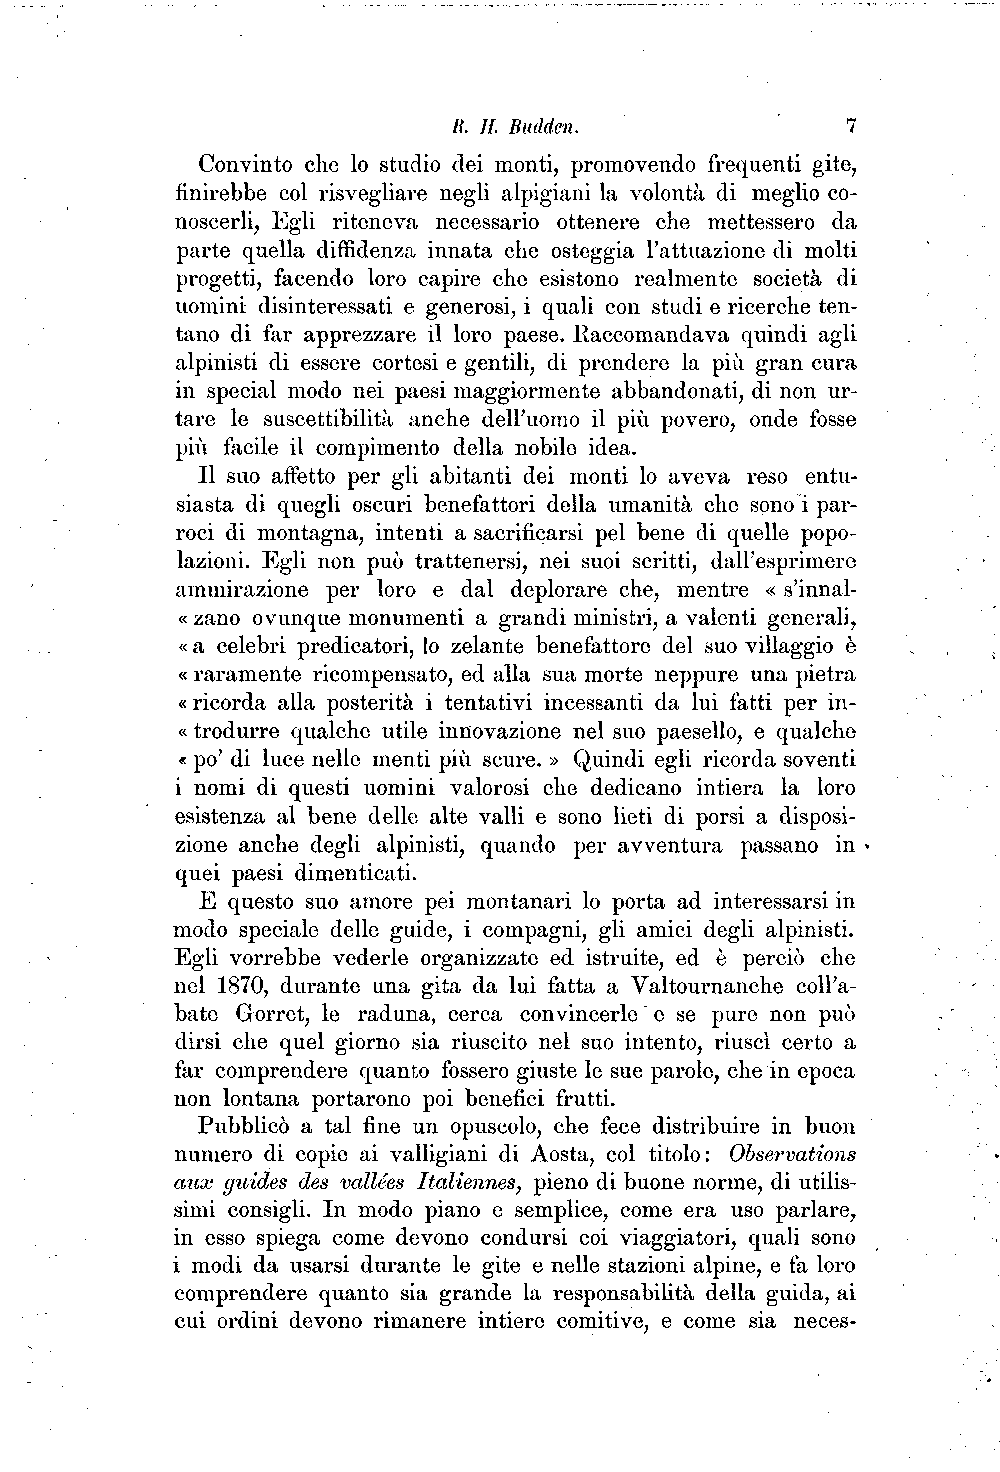 R. H. Budden. 7
Convinto che lo studio dei monti, promovendo frequenti gite,
finirebbe col risvegliare negli alpigiani la volontà di meglio co-
noscerli, Egli riteneva necessario ottenere che mettessero da
parte quella diffidenza innata che osteggia l'attuazione di molti
progetti, facendo loro capire che esistono realmente società di
uomini disinteressati e generosi, i quali con studi e ricerche ten-
tano di far apprezzare il loro paese. Raccomandava quindi agli
alpinisti di essere cortesi e gentili, di prendere la più gran cura
in special modo nei paesi maggiormente abbandonati, di non ur-
tare le suscettibilità anche dell'uomo il più povero, onde fosse
più facile il compimento della nobile idea.
Il suo affetto per gli abitanti dei monti lo aveva reso entu-
siasta di quegli oscuri benefattori della umanità che sono i par-
roci di montagna, intenti a sacrificarsi pel bene di quelle popo-
lazioni. Egli non può trattenersi, nei suoi scritti, dall'esprimere
ammirazione per loro e dal deplorare che, mentre « s'innal-
« zano ovunque monumenti a grandi ministri, a valenti generali,
« a celebri predicatori, lo zelante benefattore del suo villaggio è
« raramente ricompensato, ed alla sua morte neppure una pietra
« ricorda alla posterità i tentativi incessanti da lui fatti per in-
« trodurre qualche utile innovazione nel suo paesello, e qualche
« po' di luce nelle menti più scure. » Quindi egli ricorda soventi
i nomi di questi uomini valorosi che dedicano intiera la loro
esistenza al bene delle alte valli e sono lieti di porsi a disposi-
zione anche degli alpinisti, quando per avventura passano in
quei paesi dimenticati.
E questo suo amore pei montanari lo porta ad interessarsi in
modo speciale delle guide, i compagni, gli amici degli alpinisti.
Egli vorrebbe vederle organizzate ed istruite, ed è perciò che
nel 1870, durante una gita da lui fatta a Valtournanche coll'a-
bate Gorret, le raduna, cerca convincerle e se pure non può
dirsi che quel giorno sia riuscito nel suo intento, riuscì certo a
far comprendere quanto fossero giuste le sue parole, che in epoca
non lontana portarono poi benefici frutti.
Pubblicò a tal fine un opuscolo, che fece distribuire in buon
numero di copie ai valligiani di Aosta, col titolo: Observations
aux guides des vallées Italiennes, pieno di buone norme, di utilis-
simi consigli. In modo piano e semplice, come era uso parlare,
in esso spiega come devono condursi coi viaggiatori, quali sono
i modi da usarsi durante le gite e nelle stazioni alpine, e fa loro
comprendere quanto sia grande la responsabilità della guida, ai
cui ordini devono rimanere intiere comitive, e come sia neces-